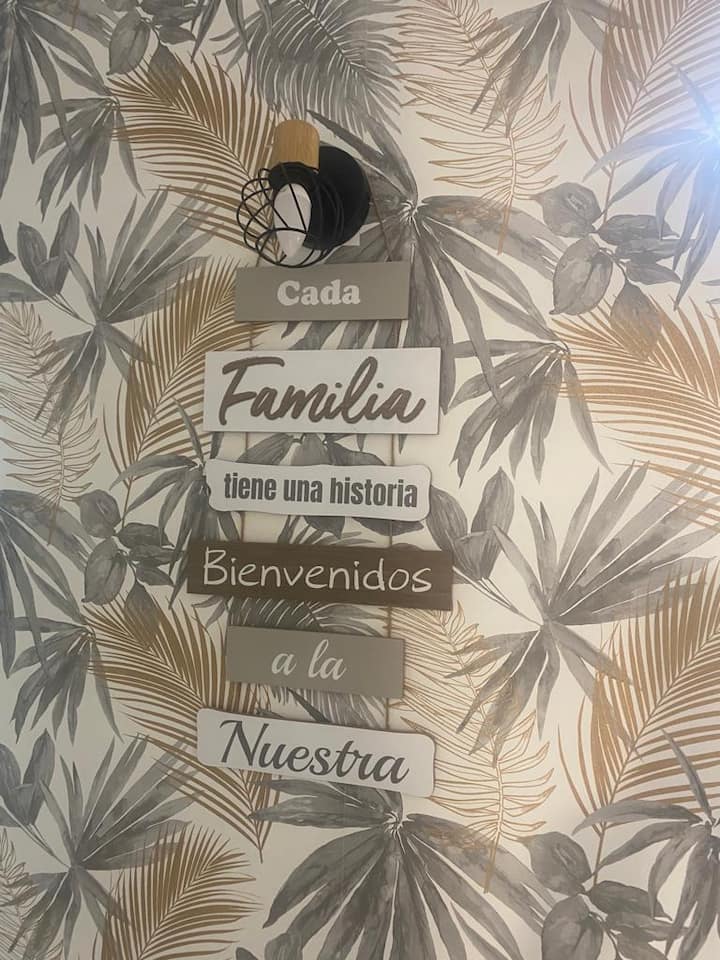 Cada
Familia
tiene una historia
Bienvenidos
a la
Nuestra